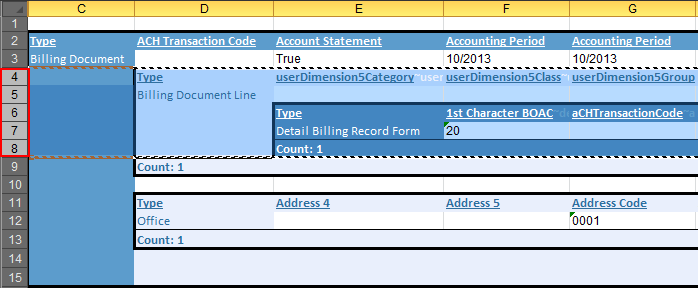 C D E F G
1
2 Type ACH Transaction Code Account Statement Accounting Period Accounting Period
3 Billing Document True 10/2013 10/2013
4 Type userDimension5Category~user userDimension5Class~u userDimension5Group
5 Billing Document Line
6 Type 1st Character BOAC~de aCHTransactionCode~a
7 Detail Billing Record Form 20
8 Count: 1
9 Count: 1
10
11 Type Address 4 Address 5 Address Code
12 Office 0001
13 Count: 1
14
15